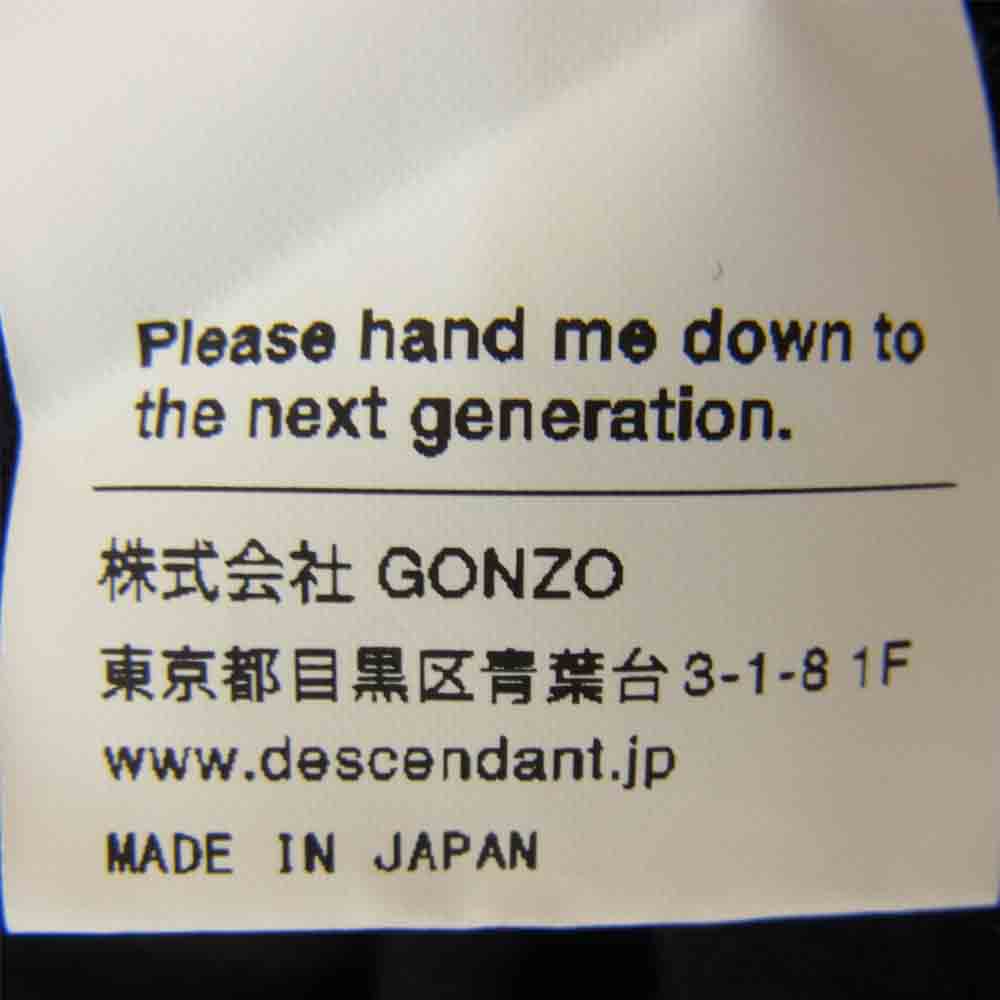 Please hand me down to
the next generation.
株式会社 GONZO
東京都目黒区青葉台3-1-8 1F
www.descendant.jp
MADE IN JAPAN